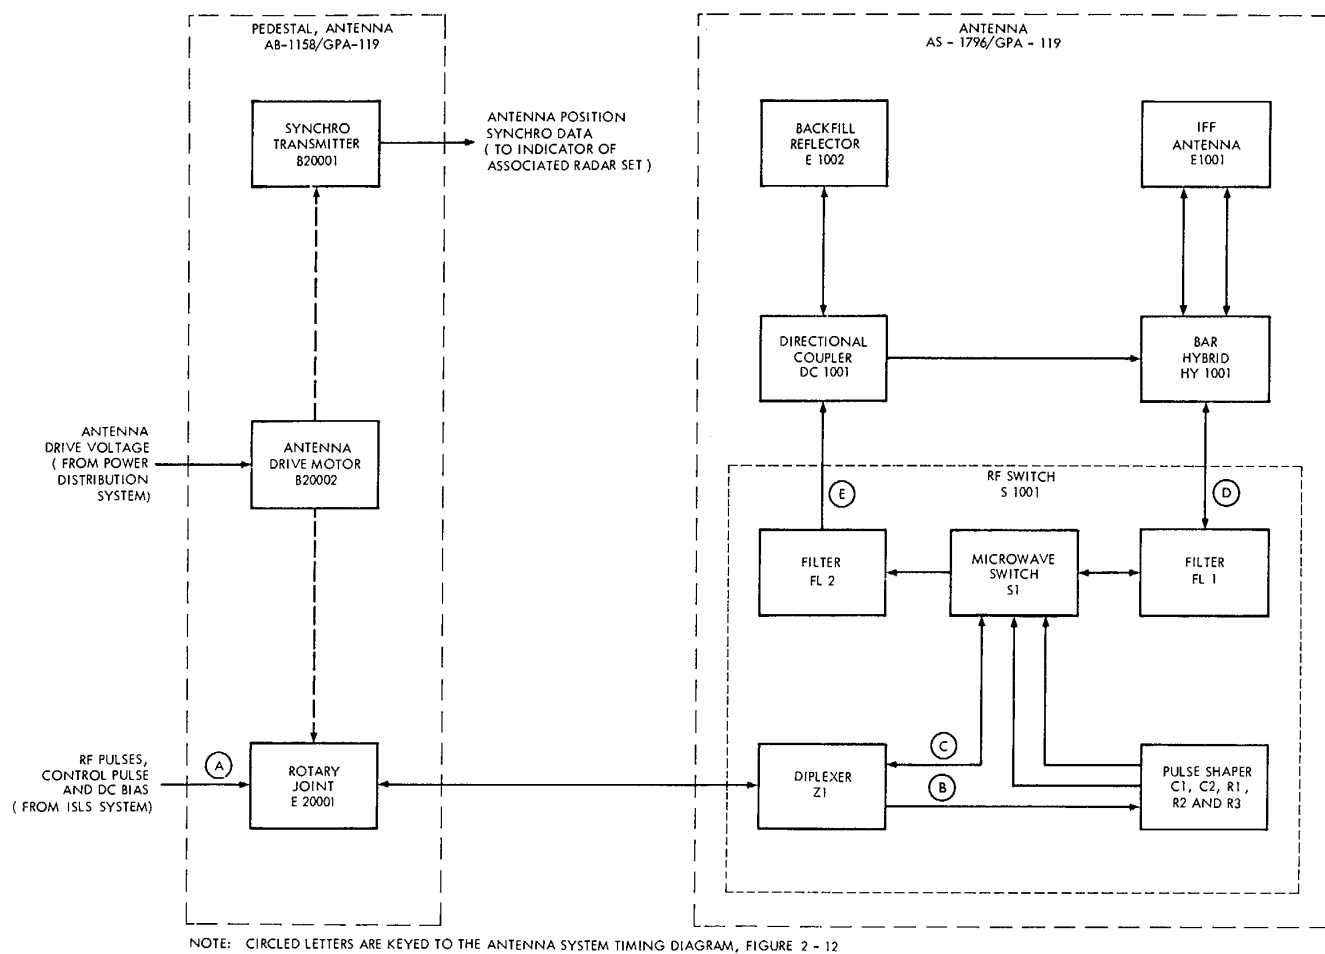 PEDESTAL, ANTENNA
AB-1158/GPA-119
ANTENNA
AS - 1796/GPA - 119
SYNCHRO
TRANSMITTER
B20001
ANTENNA POSITION
SYNCHRO DATA
( TO INDICATOR OF
ASSOCIATED RADAR SET )
BACKFILL
REFLECTOR
E 1002
IFF
ANTENNA
E1001
DIRECTIONAL
COUPLER
DC 1001
BAR
HYBRID
HY 1001
ANTENNA
DRIVE VOLTAGE
( FROM POWER
DISTRIBUTION
SYSTEM)
ANTENNA
DRIVE MOTOR
B20002
RF SWITCH
S 1001
E
D
FILTER
FL 2
MICROWAVE
SWITCH
S1
FILTER
FL 1
RF PULSES,
CONTROL PULSE
AND DC BIAS
( FROM ISLS SYSTEM)
A
ROTARY
JOINT
E 20001
DIPLEXER
Z1
C
B
PULSE SHAPER
C1, C2, R1,
R2 AND R3
NOTE: CIRCLED LETTERS ARE KEYED TO THE ANTENNA SYSTEM TIMING DIAGRAM, FIGURE 2 - 12